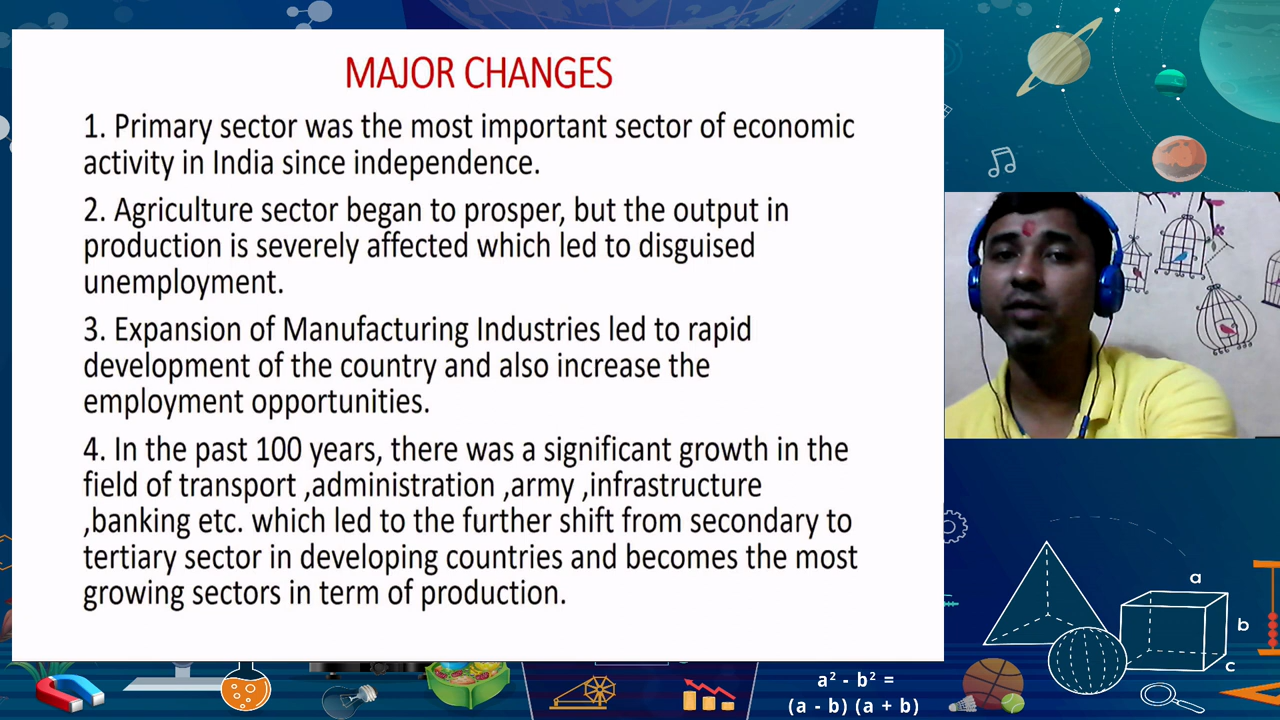 MAJOR CHANGES
1. Primary sector was the most important sector of economic
activity in India since independence.
2. Agriculture sector began to prosper, but the output in
production is severely affected which led to disguised
unemployment.
3. Expansion of Manufacturing Industries led to rapid
development of the country and also increase the
employment opportunities.
4. In the past 100 years, there was a significant growth in the
field of transport ,administration ,army ,infrastructure
,banking etc. which led to the further shift from secondary to
tertiary sector in developing countries and becomes the most
growing sectors in term of production.
a
b
c
a² - b² =
(a - b) (a + b)